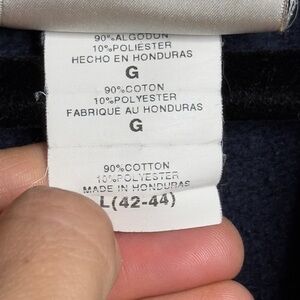 90%ALGODON
10%POLIESTER
HECHO EN HONDURAS
G
90%COTON
10%POLYESTER
FABRIQUÉ AU HONDURAS
G
90%COTTON
10%POLYESTER
MADE IN HONDURAS
L(42-44)